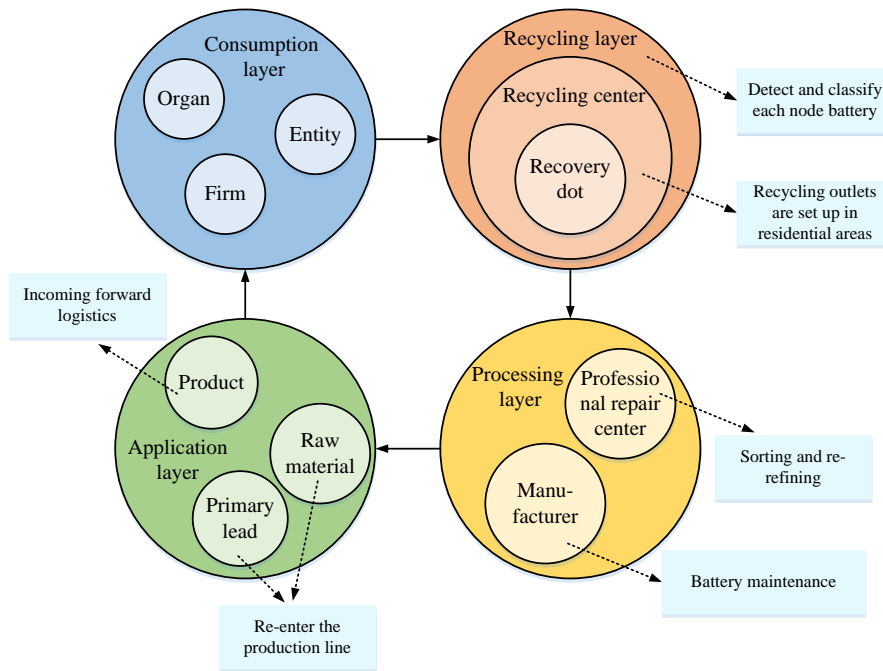 Consumption
layer
Organ
Entity
Firm
Recycling layer
Recycling center
Recovery
dot
Detect and classify
each node battery
Recycling outlets
are set up in
residential areas
Incoming forward
logistics
Product
Application
layer
Raw
material
Primary
lead
Re-enter the
production line
Processing
layer
Professio
nal repair
center
Manu-
facturer
Sorting and re-
refining
Battery maintenance